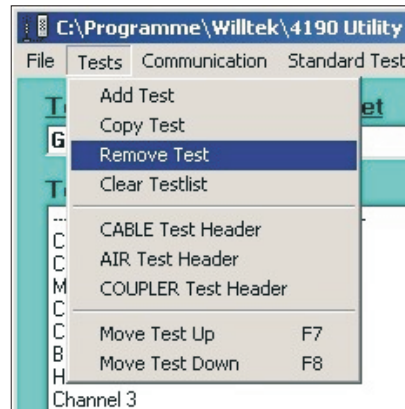 C:\Programme\Willtek\4190 Utility
File Tests Communication Standard Test
Add Test
Copy Test
Remove Test
Clear Testlist
CABLE Test Header
AIR Test Header
COUPLER Test Header
Move Test Up F7
Move Test Down F8
Channel 3